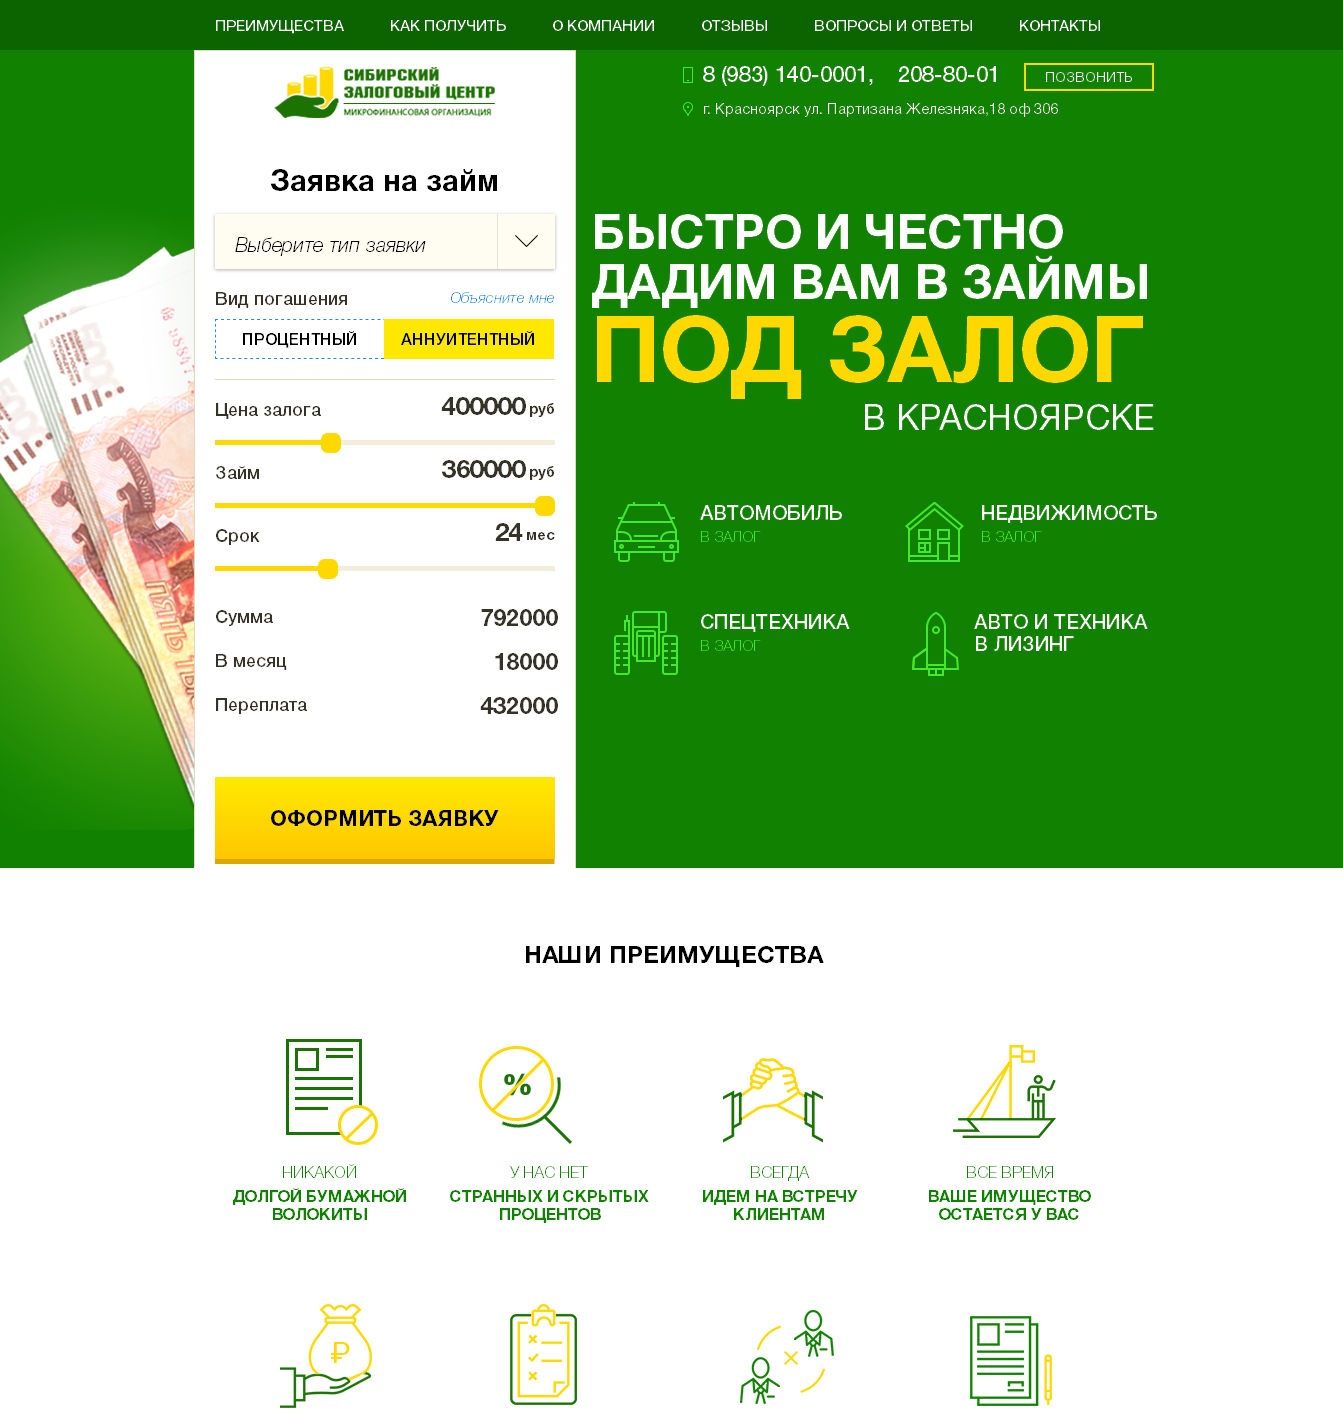 ПРЕИМУЩЕСТВА КАК ПОЛУЧИТЬ О КОМПАНИИ ОТЗЫВЫ ВОПРОСЫ И ОТВЕТЫ КОНТАКТЫ
СИБИРСКИЙ
ЗАЛОГОВЫЙ ЦЕНТР
МИКРОФИНАНСОВАЯ ОРГАНИЗАЦИЯ
8 (983) 140-0001, 208-80-01
ПОЗВОНИТЬ
г. Красноярск ул. Партизана Железняка,18 оф 306
Заявка на займ
Выберите тип заявки
Вид погашения Объясните мне
ПРОЦЕНТНЫЙ АННУИТЕНТНЫЙ
Цена залога 400000 руб
Займ 360000 руб
Срок 24 мес
Сумма 792000
В месяц 18000
Переплата 432000
ОФОРМИТЬ ЗАЯВКУ
БЫСТРО И ЧЕСТНО
ДАДИМ ВАМ В ЗАЙМЫ
ПОД ЗАЛОГ
В КРАСНОЯРСКЕ
АВТОМОБИЛЬ
В ЗАЛОГ
НЕДВИЖИМОСТЬ
В ЗАЛОГ
СПЕЦТЕХНИКА
В ЗАЛОГ
АВТО И ТЕХНИКА
В ЛИЗИНГ
НАШИ ПРЕИМУЩЕСТВА
%
НИКАКОЙ
ДОЛГОЙ БУМАЖНОЙ
ВОЛОКИТЫ
У НАС НЕТ
СТРАННЫХ И СКРЫТЫХ
ПРОЦЕНТОВ
ВСЕГДА
ИДЕМ НА ВСТРЕЧУ
КЛИЕНТАМ
ВСЕ ВРЕМЯ
ВАШЕ ИМУЩЕСТВО
ОСТАЕТСЯ У ВАС
₽